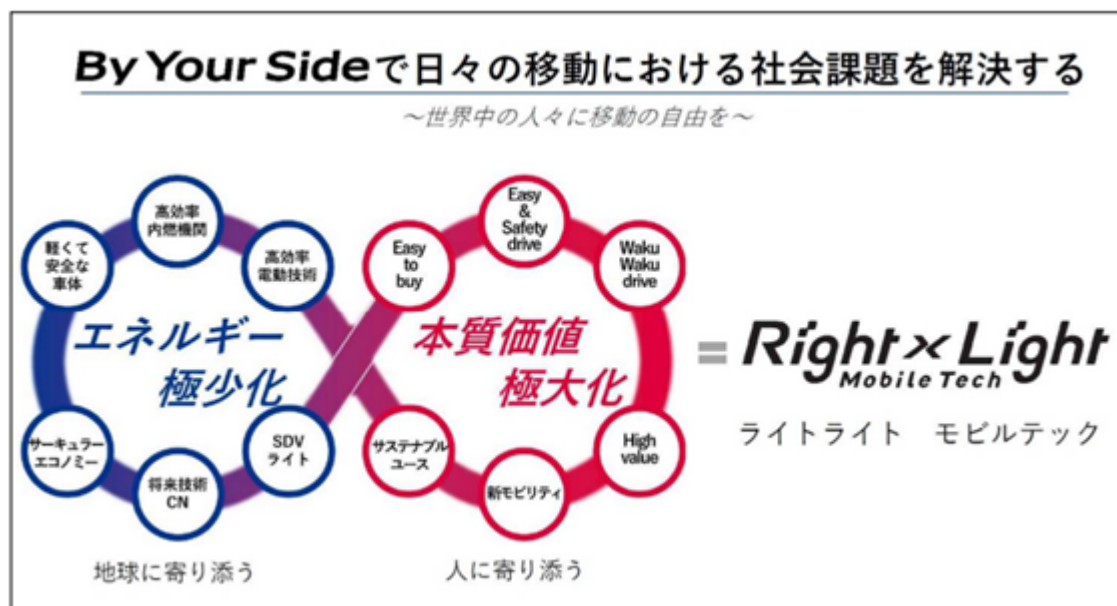 By Your Sideで日々の移動における社会課題を解決する
～世界中の人々に移動の自由を～
高効率
内燃機関
軽くて
安全な
車体
高効率
電動技術
エネルギー
極少化
サーキュラー
エコノミー
将来技術
CN
SDV
ライト
地球に寄り添う
Easy
to
buy
Easy
&
Safety
drive
Waku
Waku
drive
本質価値
極大化
サステナブル
ユース
新モビリティ
High
value
人に寄り添う
=
Right×Light
Mobile Tech
ライトライト　モビルテック